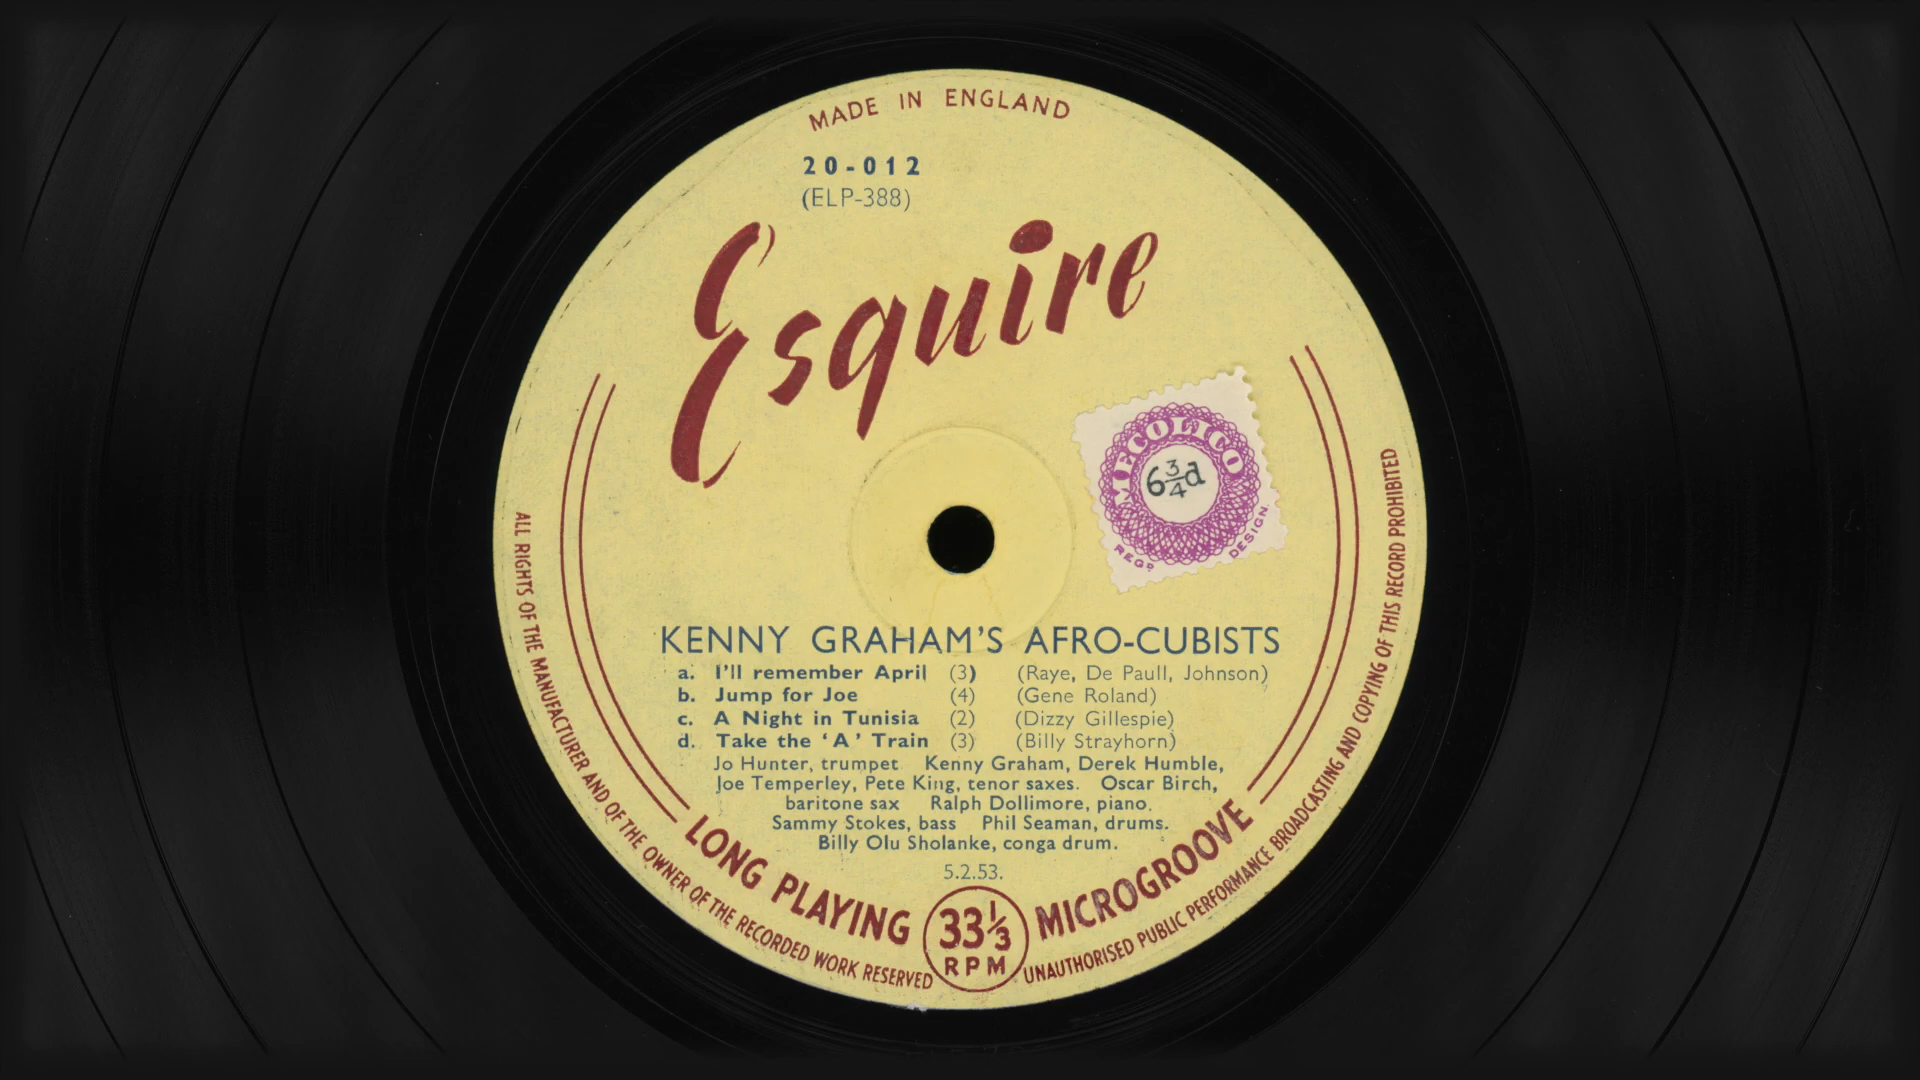 MADE IN ENGLAND
20-012
(ELP-388)
Esquire
MECOLICO
6¾d
REGD DESIGN
KENNY GRAHAM'S AFRO-CUBISTS
a. I'll remember April (3) (Raye, De Paull, Johnson)
b. Jump for Joe (4) (Gene Roland)
c. A Night in Tunisia (2) (Dizzy Gillespie)
d. Take the 'A' Train (3) (Billy Strayhorn)
Jo Hunter, trumpet Kenny Graham, Derek Humble,
Joe Temperley, Pete King, tenor saxes. Oscar Birch,
baritone sax Ralph Dollimore, piano.
Sammy Stokes, bass Phil Seaman, drums.
Billy Olu Sholanke, conga drum.
5.2.53.
LONG PLAYING 33⅓ RPM MICROGROOVE
ALL RIGHTS OF THE MANUFACTURER AND OF THE OWNER OF THE RECORDED WORK RESERVED
UNAUTHORISED PUBLIC PERFORMANCE BROADCASTING AND COPYING OF THIS RECORD PROHIBITED